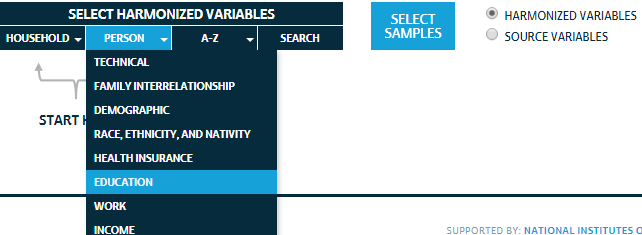 SELECT HARMONIZED VARIABLES
HOUSEHOLD PERSON A-Z SEARCH
SELECT SAMPLES
HARMONIZED VARIABLES
SOURCE VARIABLES
TECHNICAL
FAMILY INTERRELATIONSHIP
DEMOGRAPHIC
START
RACE, ETHNICITY, AND NATIVITY
HEALTH INSURANCE
EDUCATION
WORK
INCOME
SUPPORTED BY: NATIONAL INSTITUTES